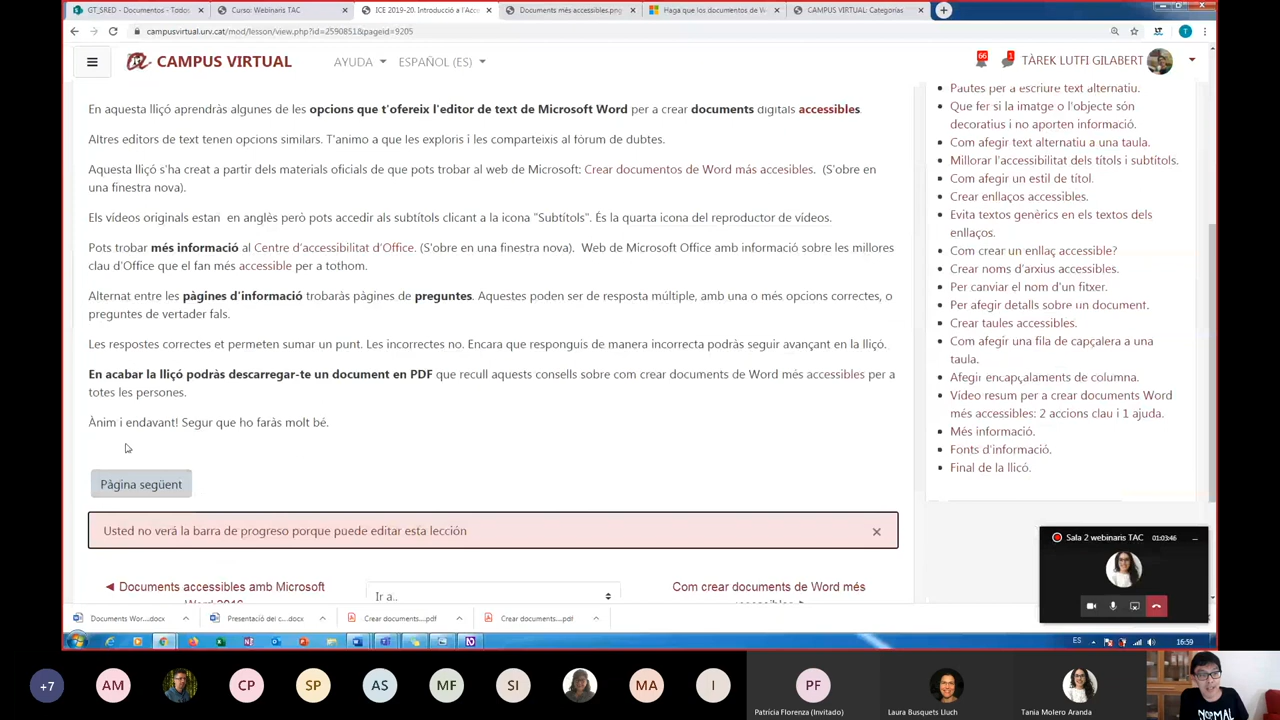 GT_SRED - Documentos - Todos
Curso: Webinaris TAC
ICE 2019-20. Introducció a l'Acce
Documents més accessibles.png
Haga que los documentos de W
CAMPUS VIRTUAL: Categorías
campusvirtual.urv.cat/mod/lesson/view.php?id=2590851&pageid=9205
T
CAMPUS VIRTUAL
AYUDA
ESPAÑOL (ES)
66
1
TÀREK LUTFI GILABERT
En aquesta lliçó aprendràs algunes de les opcions que t'ofereix l'editor de text de Microsoft Word per a crear documents digitals accessibles.
Altres editors de text tenen opcions similars. T'animo a que les exploris i les comparteixis al fòrum de dubtes.
Aquesta lliçó s'ha creat a partir dels materials oficials de que pots trobar al web de Microsoft: Crear documentos de Word más accesibles. (S'obre en
una finestra nova).
Els vídeos originals estan en anglès però pots accedir als subtítols clicant a la icona "Subtítols". És la quarta icona del reproductor de vídeos.
Pots trobar més informació al Centre d'accessibilitat d'Office. (S'obre en una finestra nova). Web de Microsoft Office amb informació sobre les millores
clau d'Office que el fan més accessible per a tothom.
Alternat entre les pàgines d'informació trobaràs pàgines de preguntes. Aquestes poden ser de resposta múltiple, amb una o més opcions correctes, o
preguntes de vertader fals.
Les respostes correctes et permeten sumar un punt. Les incorrectes no. Encara que responguis de manera incorrecta podràs seguir avançant en la lliçó.
En acabar la lliçó podràs descarregar-te un document en PDF que recull aquests consells sobre com crear documents de Word més accessibles per a
totes les persones.
Ànim i endavant! Segur que ho faràs molt bé.
Pàgina següent
Usted no verá la barra de progreso porque puede editar esta lección
◄ Documents accessibles amb Microsoft
Word 2016
Ir a..
Com crear documents de Word més
accessibles ►
Pautes per a escriure text alternatiu.
Que fer si la imatge o l'objecte són
decoratius i no aporten informació.
Com afegir text alternatiu a una taula.
Millorar l'accessibilitat dels títols i subtítols.
Com afegir un estil de títol.
Crear enllaços accessibles.
Evita textos genèrics en els textos dels
enllaços.
Com crear un enllaç accessible?
Crear noms d'arxius accessibles.
Per canviar el nom d'un fitxer.
Per afegir detalls sobre un document.
Crear taules accessibles.
Com afegir una fila de capçalera a una
taula.
Afegir encapçalaments de columna.
Vídeo resum per a crear documents Word
més accessibles: 2 accions clau i 1 ajuda.
Més informació.
Fonts d'informació.
Final de la lliçó.
Sala 2 webinaris TAC
01:03:46
Documents Wor....docx
Presentació del c....docx
Crear documents....pdf
Crear documents....pdf
ES
16:59
+7
AM
CP
SP
AS
MF
SI
MA
I
PF
Patricia Florenza (Invitado)
Laura Busquets Lluch
Tania Molero Aranda
NORMAL